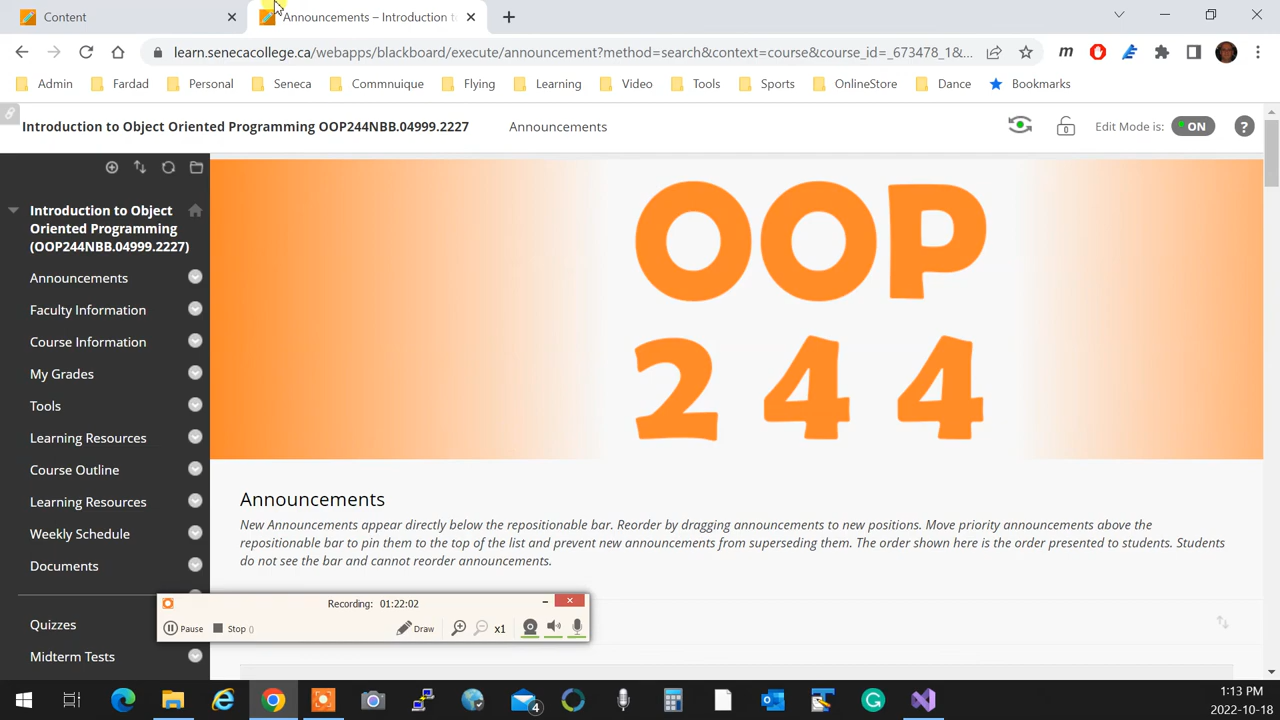 Content
Announcements – Introduction to
learn.senecacollege.ca/webapps/blackboard/execute/announcement?method=search&context=course&course_id=_673478_1&...
Admin
Fardad
Personal
Seneca
Commnuique
Flying
Learning
Video
Tools
Sports
OnlineStore
Dance
Bookmarks
Introduction to Object Oriented Programming OOP244NBB.04999.2227
Announcements
Edit Mode is:
ON
?
Introduction to Object
Oriented Programming
(OOP244NBB.04999.2227)
Announcements
Faculty Information
Course Information
My Grades
Tools
Learning Resources
Course Outline
Learning Resources
Weekly Schedule
Documents
Quizzes
Midterm Tests
OOP
244
Announcements
New Announcements appear directly below the repositionable bar. Reorder by dragging announcements to new positions. Move priority announcements above the
repositionable bar to pin them to the top of the list and prevent new announcements from superseding them. The order shown here is the order presented to students. Students
do not see the bar and cannot reorder announcements.
Recording: 01:22:02
Pause
Stop ()
Draw
x1
4
1:13 PM
2022-10-18